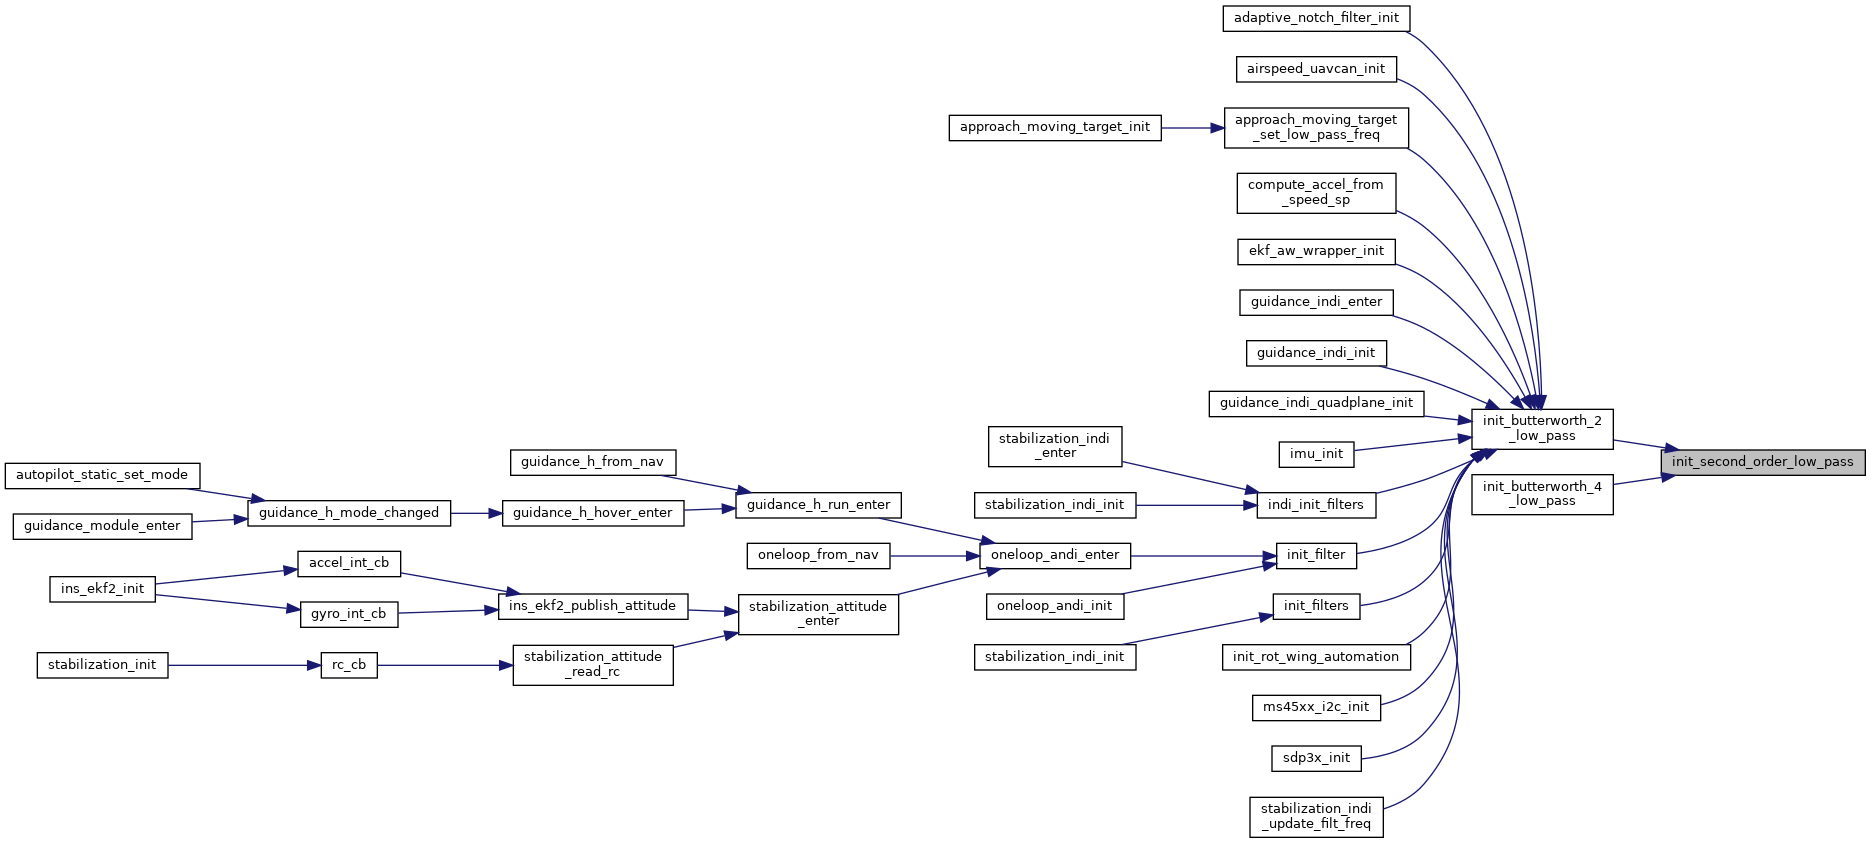 adaptive_notch_filter_init
airspeed_uavcan_init
approach_moving_target_init
approach_moving_target
_set_low_pass_freq
compute_accel_from
_speed_sp
ekf_aw_wrapper_init
guidance_indi_enter
guidance_indi_init
guidance_indi_quadplane_init
init_butterworth_2
_low_pass
imu_init
init_second_order_low_pass
stabilization_indi
_enter
guidance_h_from_nav
autopilot_static_set_mode
init_butterworth_4
_low_pass
guidance_h_mode_changed
guidance_h_hover_enter
guidance_h_run_enter
stabilization_indi_init
indi_init_filters
guidance_module_enter
accel_int_cb
oneloop_from_nav
oneloop_andi_enter
init_filter
ins_ekf2_init
gyro_int_cb
ins_ekf2_publish_attitude
stabilization_attitude
_enter
oneloop_andi_init
init_filters
stabilization_init
rc_cb
stabilization_attitude
_read_rc
stabilization_indi_init
init_rot_wing_automation
ms45xx_i2c_init
sdp3x_init
stabilization_indi
_update_filt_freq